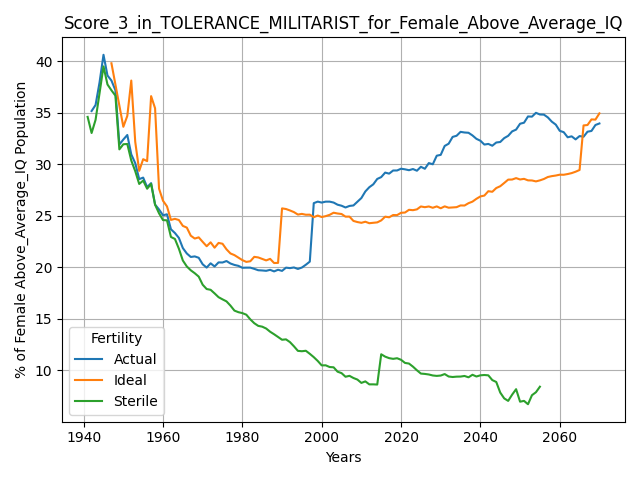 Score_3_in_TOLERANCE_MILITARIST_for_Female_Above_Average_IQ
% of Female Above_Average_IQ Population
40
35
30
25
20
15
10
Fertility
Actual
Ideal
Sterile
1940 1960 1980 2000 2020 2040 2060
Years